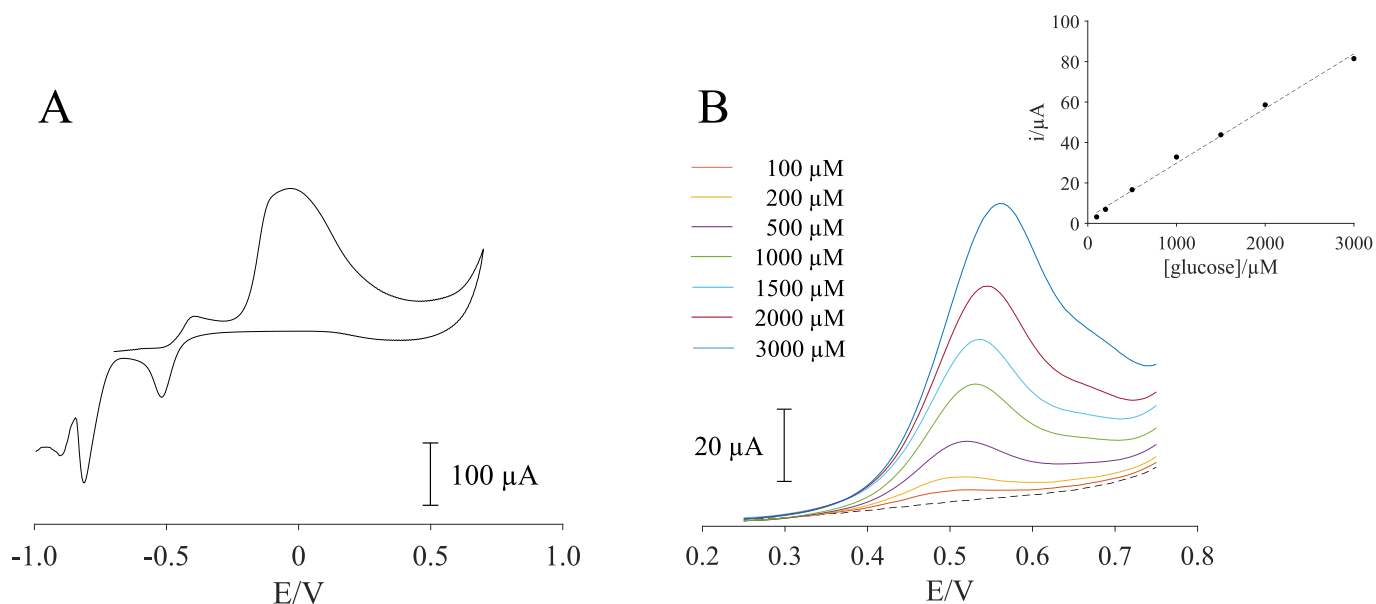 A
100 µA
-1.0 -0.5 0 0.5 1.0
E/V
B
100 µM
200 µM
500 µM
1000 µM
1500 µM
2000 µM
3000 µM
20 µA
0.2 0.3 0.4 0.5 0.6 0.7 0.8
E/V
100
80
60
40
20
0
i/µA
0 1000 2000 3000
[glucose]/µM